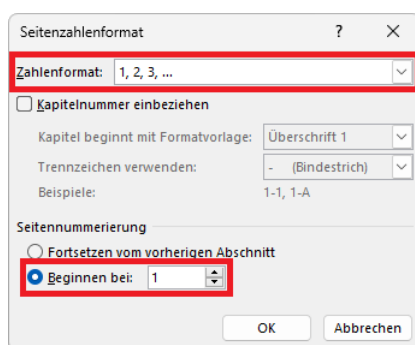 Seitenzahlenformat ? ×
Zahlenformat: 1, 2, 3, ...
Kapitelnummer einbeziehen
Kapitel beginnt mit Formatvorlage: Überschrift 1
Trennzeichen verwenden: - (Bindestrich)
Beispiele: 1-1, 1-A
Seitennummerierung
Fortsetzen vom vorherigen Abschnitt
Beginnen bei: 1
OK Abbrechen